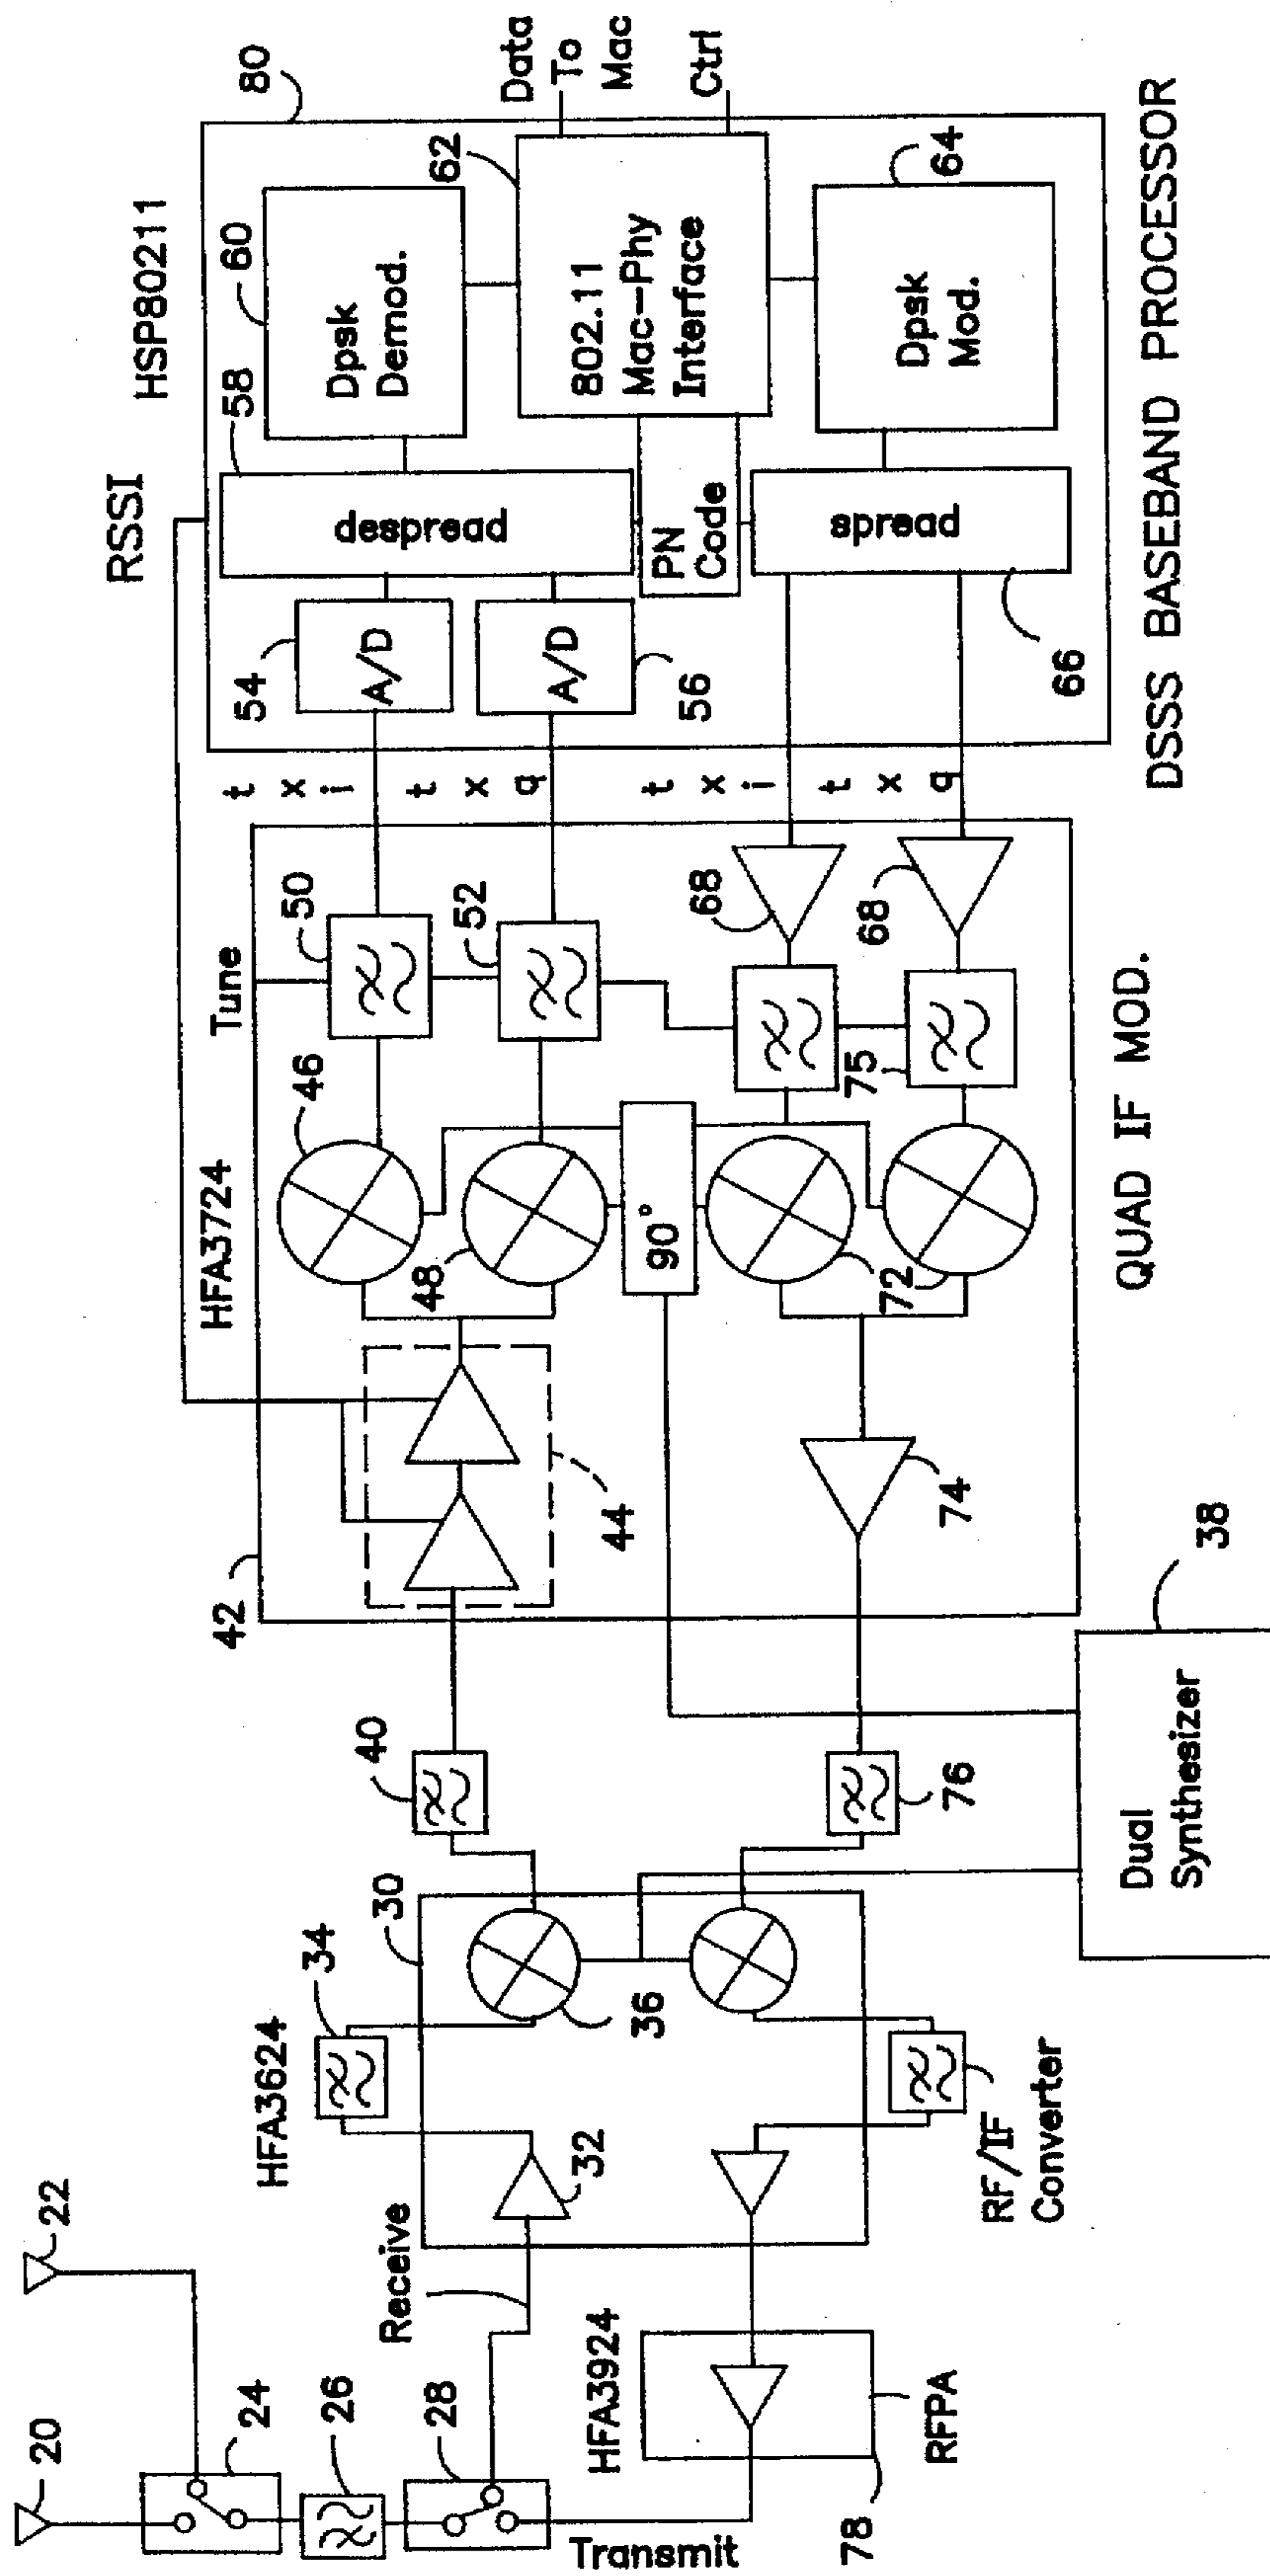 20
22
24
26
28
Transmit
Receive
HFA3624
34
30
32
36
RF/IF
Converter
HFA3924
RFPA
78
40
76
Dual
Synthesizer
38
42
HFA3724
44
46
48
90°
72
74
Tune
50
52
68
68
75
QUAD IF MOD.
t x i
t x q
t x i
t x q
RSSI
HSP80211
80
54
A/D
A/D
56
58
despread
60
Dpsk
Demod.
62
802.11
Mac-Phy
Interface
PN
Code
spread
66
Dpsk
Mod.
64
Data
To
Mac
Ctrl
DSSS BASEBAND PROCESSOR